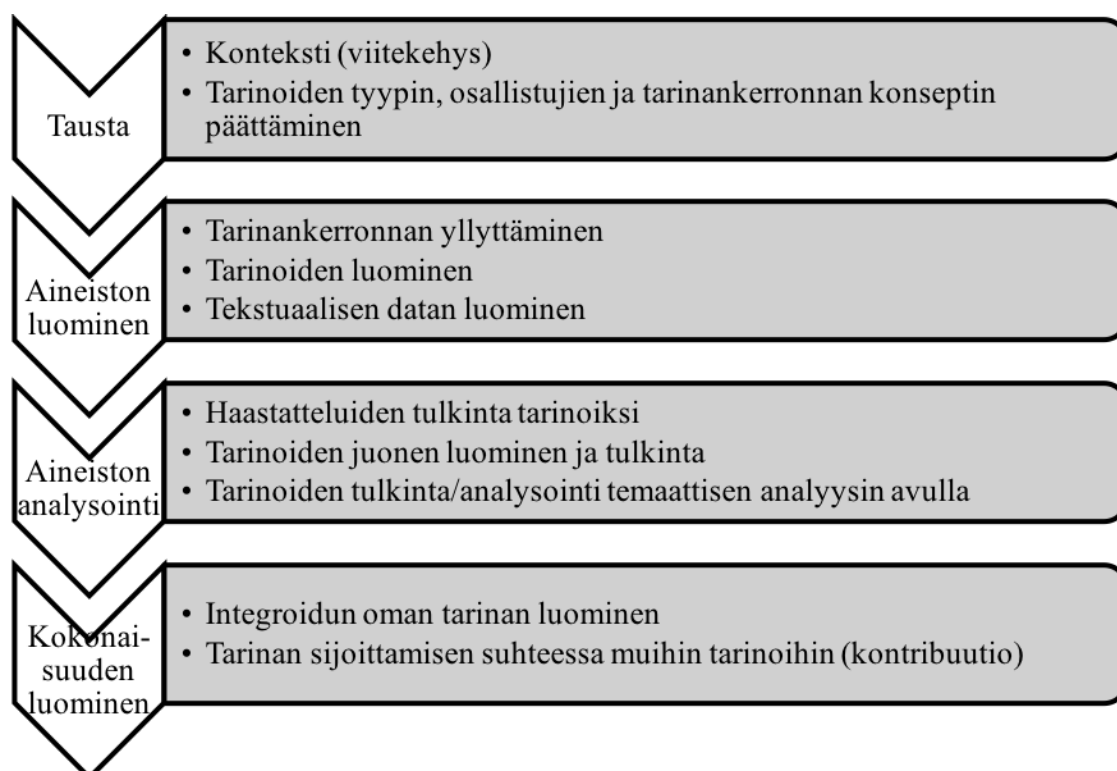 Tausta
• Konteksti (viitekehys)
• Tarinoiden tyypin, osallistujien ja tarinankerronnan konseptin
päättäminen
Aineiston
luominen
• Tarinankerronnan yllyttäminen
• Tarinoiden luominen
• Tekstuaalisen datan luominen
Aineiston
analysointi
• Haastatteluiden tulkinta tarinoiksi
• Tarinoiden juonen luominen ja tulkinta
• Tarinoiden tulkinta/analysointi temaattisen analyysin avulla
Kokonai-
suuden
luominen
• Integroidun oman tarinan luominen
• Tarinan sijoittamisen suhteessa muihin tarinoihin (kontribuutio)